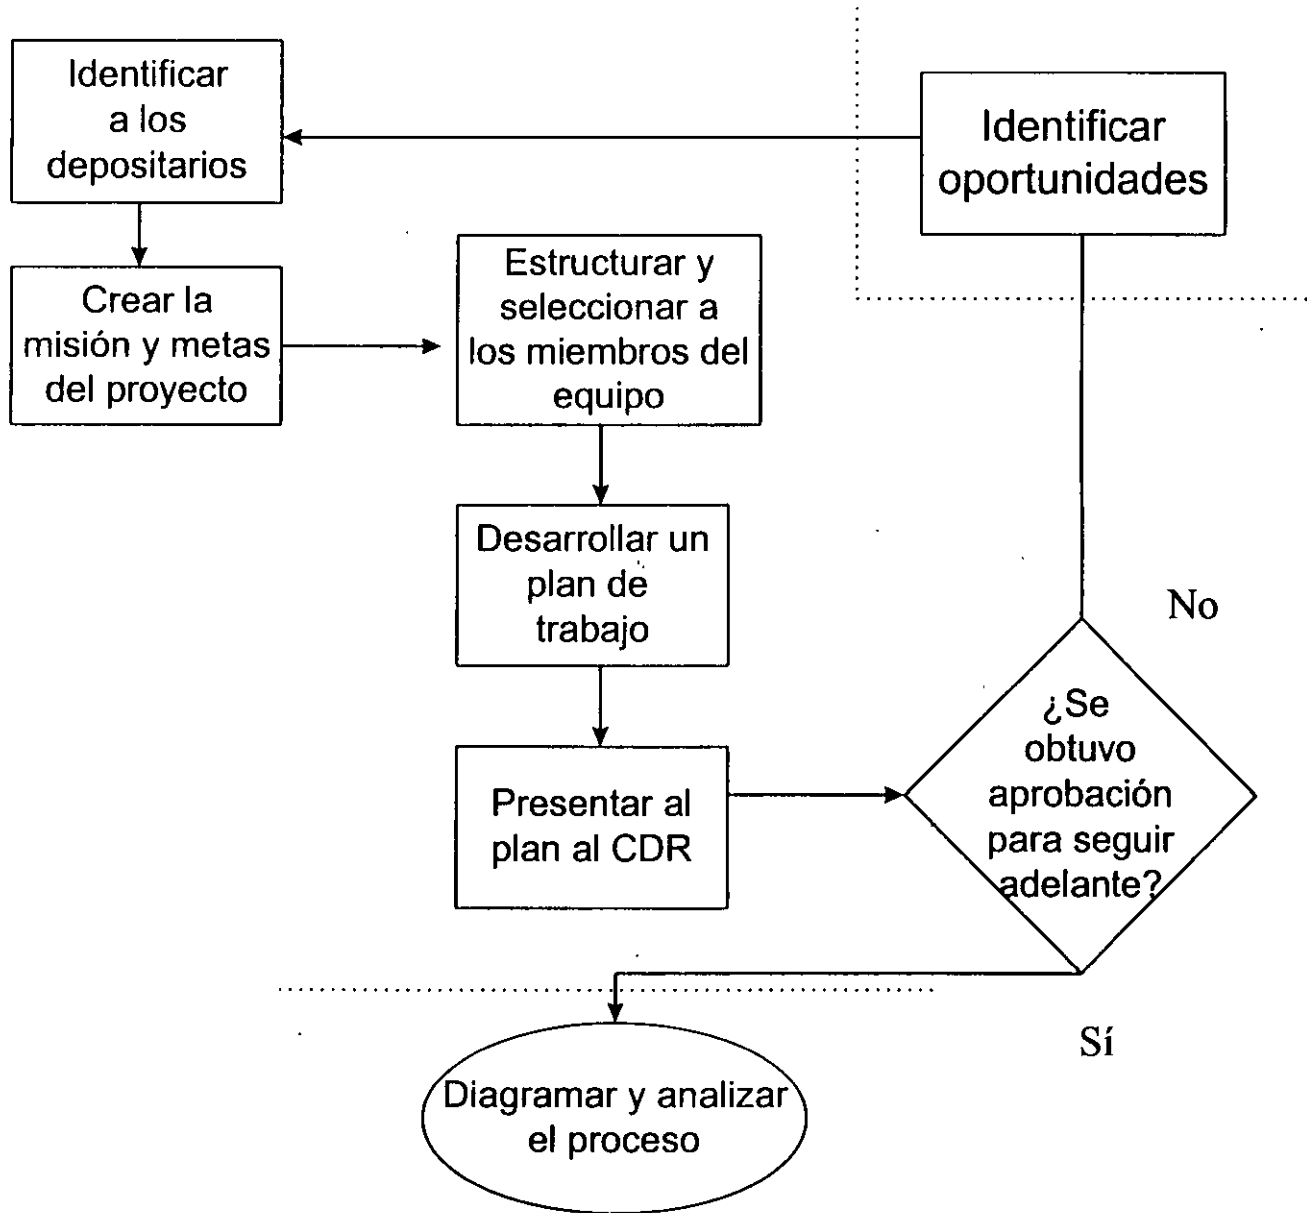 Identificar
a los
depositarios
Identificar
oportunidades
Crear la
misión y metas
del proyecto
Estructurar y
seleccionar a
los miembros del
equipo
Desarrollar un
plan de
trabajo
Presentar al
plan al CDR
¿Se
obtuvo
aprobación
para seguir
adelante?
No
Sí
Diagramar y analizar
el proceso